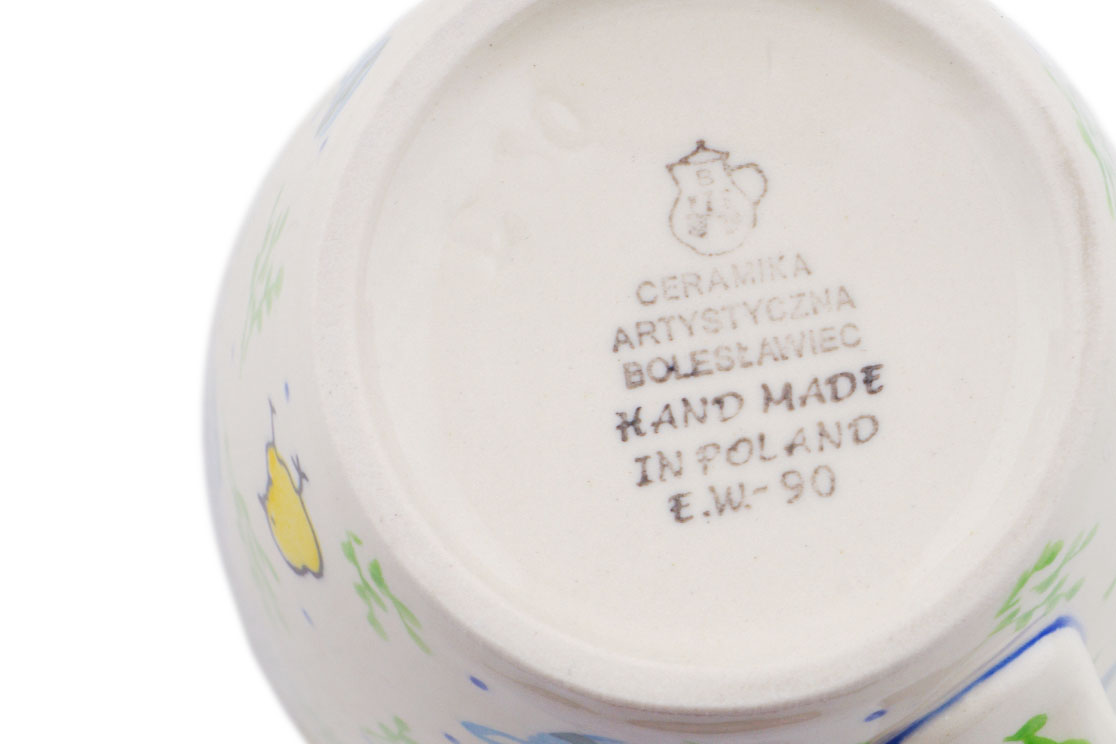 CERAMIKA
ARTYSTYCZNA
BOLESŁAWIEC
HAND MADE
IN POLAND
E.W.- 90